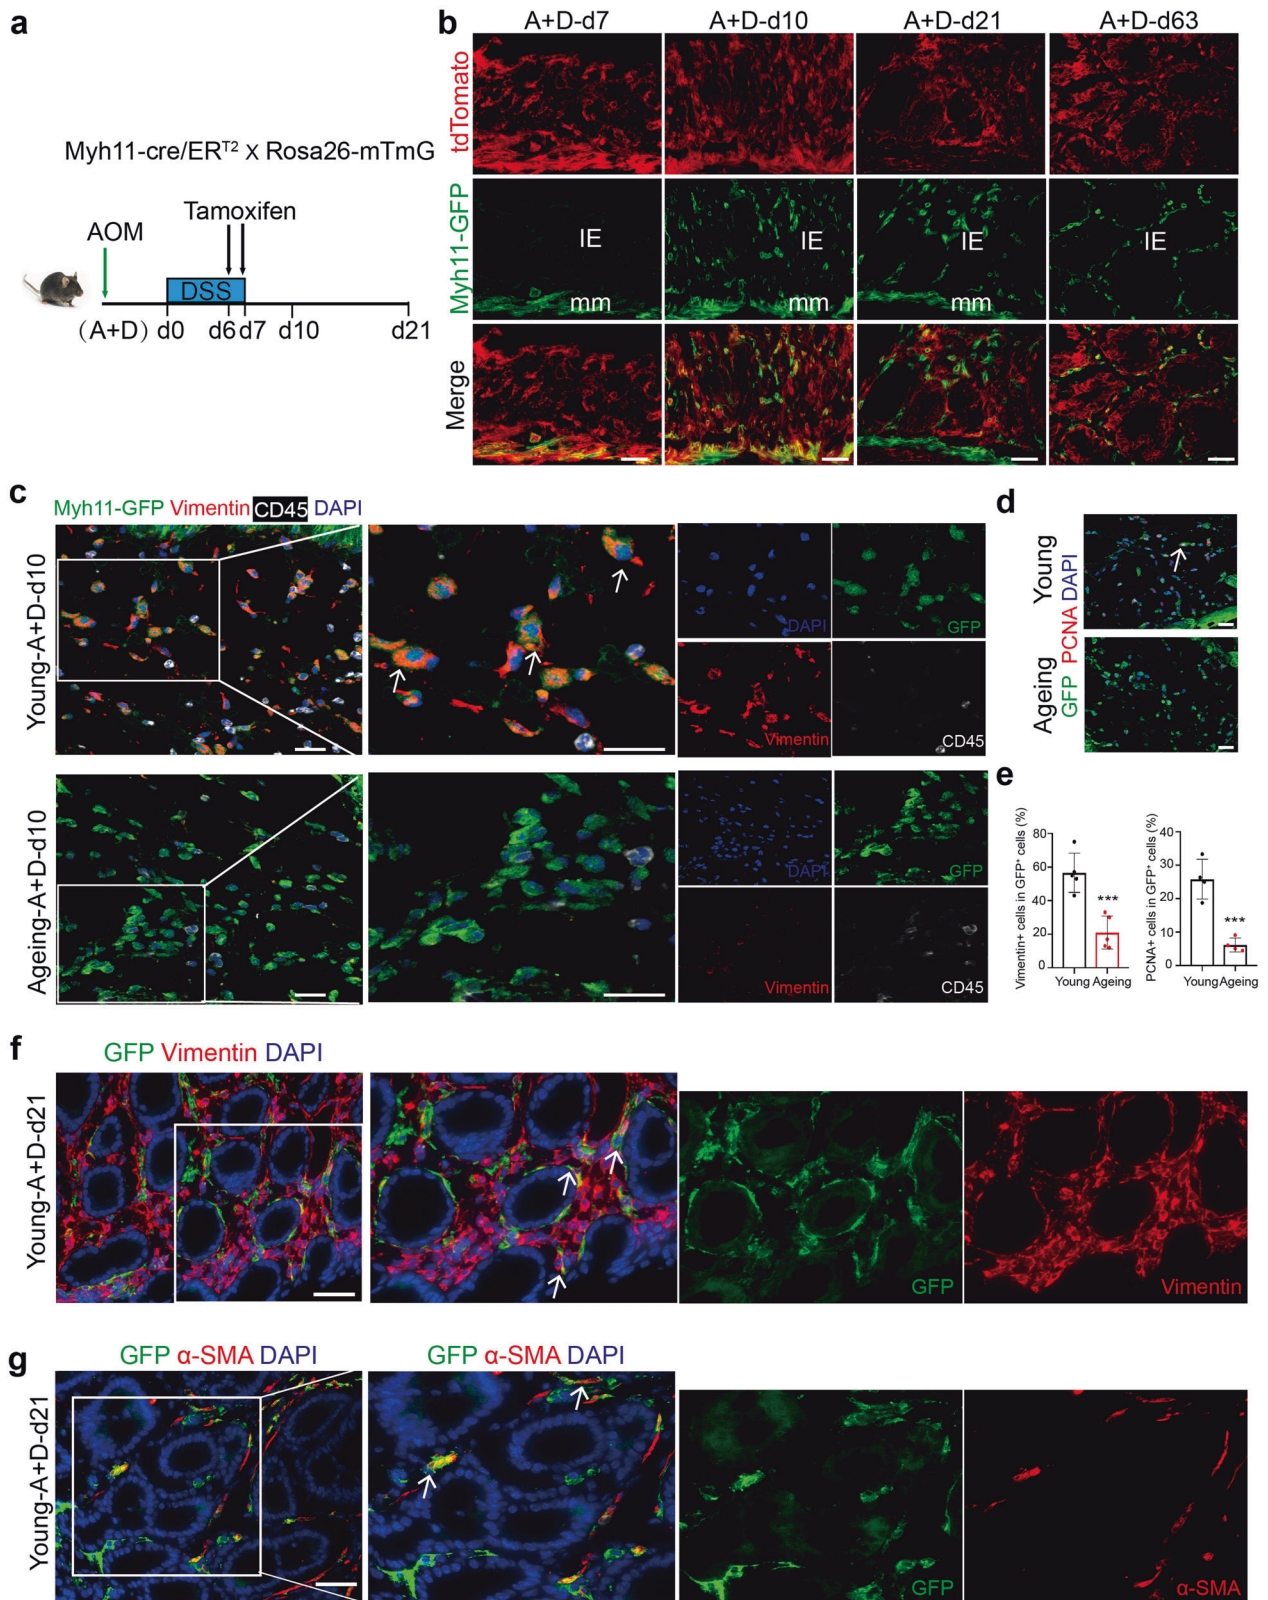 a
Myh11-cre/ERT2 X Rosa26-mTmG
Tamoxifen
AOM
DSS
(A+D) d0 d6 d7 d10 d21
b
A+D-d7 A+D-d10 A+D-d21 A+D-d63
tdTomato
Myh11-GFP
IE IE IE IE
mm mm mm
Merge
c
Myh11-GFP Vimentin CD45 DAPI
Young-A+D-d10
DAPI GFP
Vimentin CD45
Ageing-A+D-d10
DAPI GFP
Vimentin CD45
d
Young
Ageing
GFP PCNA DAPI
e
Vimentin+ cells in GFP+ cells (%)
80
60
40
20
0
***
Young Ageing
PCNA+ cells in GFP+ cells (%)
40
30
20
10
0
***
Young Ageing
f
GFP Vimentin DAPI
Young-A+D-d21
GFP
Vimentin
g
GFP α-SMA DAPI
GFP α-SMA DAPI
Young-A+D-d21
GFP
α-SMA